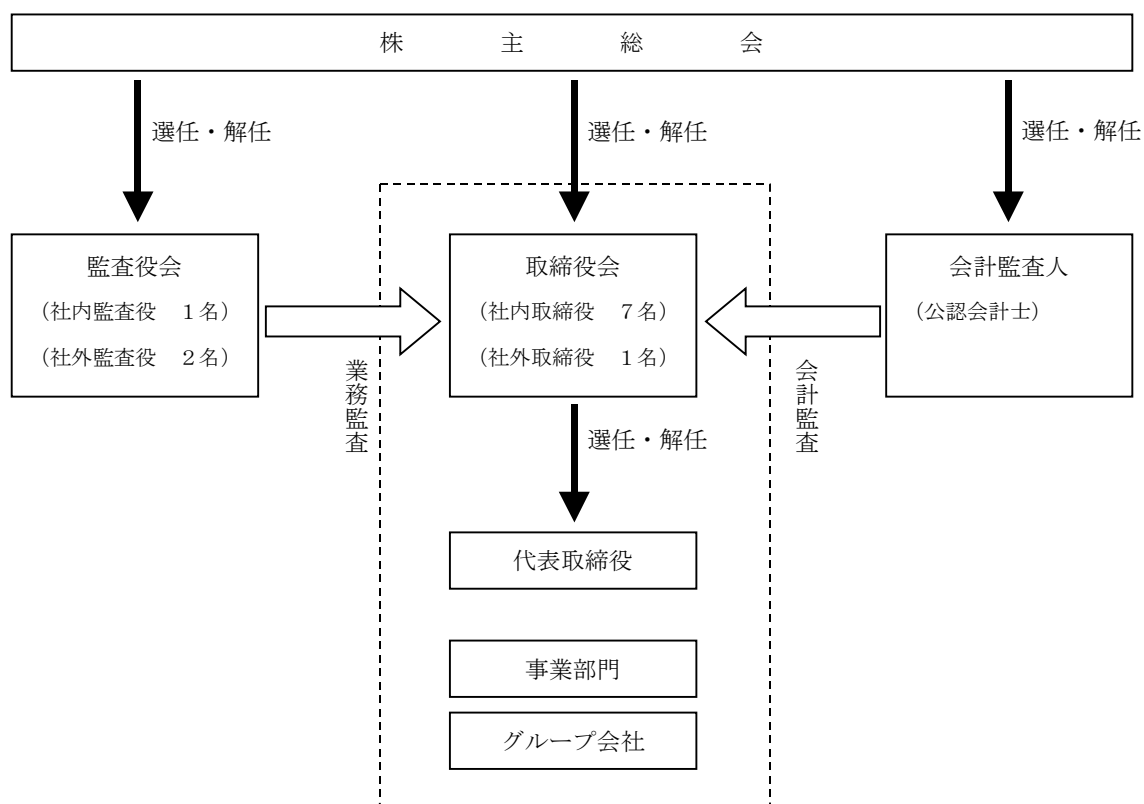 株　主　総　会
選任・解任
選任・解任
選任・解任
監査役会
（社内監査役　１名）
（社外監査役　２名）
取締役会
（社内取締役　７名）
（社外取締役　１名）
会計監査人
（公認会計士）
業務監査
会計監査
選任・解任
代表取締役
事業部門
グループ会社